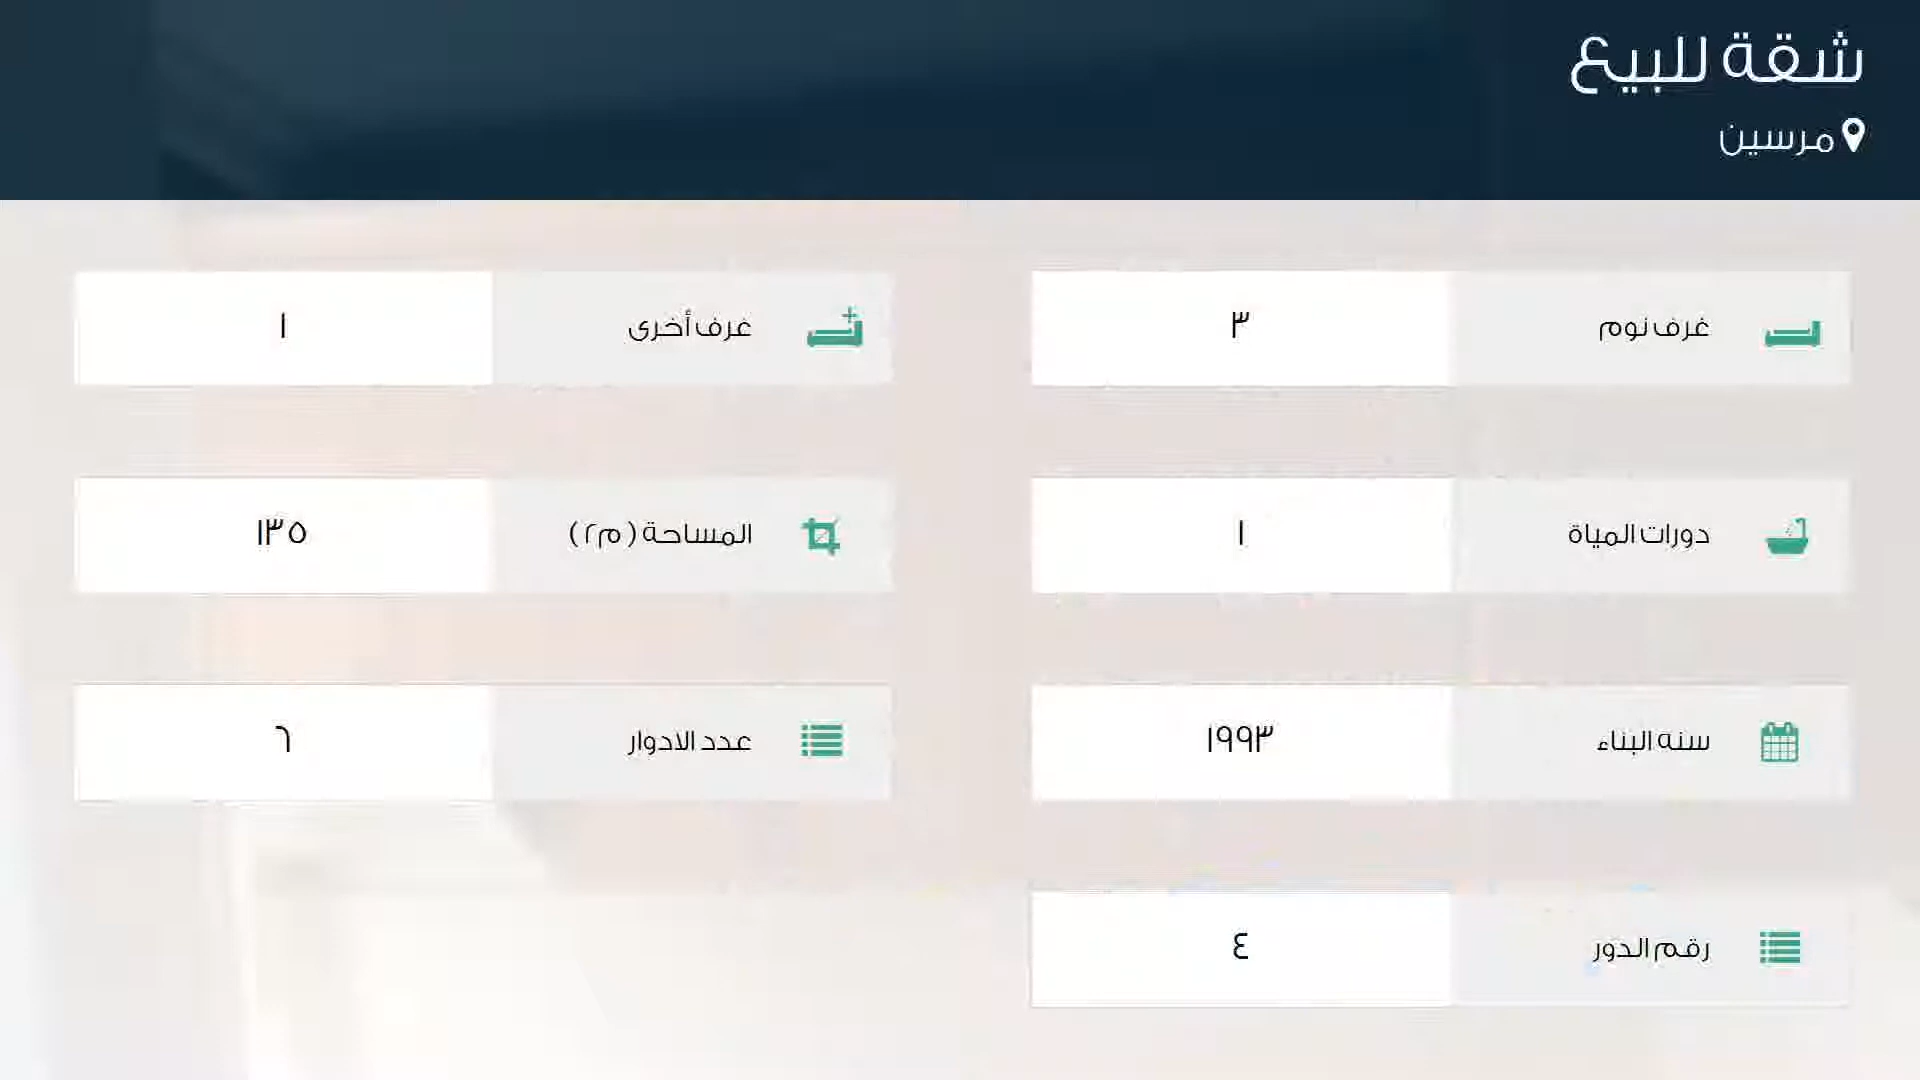 شقة للبيع
مرسين
غرف نوم ٣
غرف أخرى ١
دورات المياة ١
المساحة (م٢) ١٣٥
سنه البناء ١٩٩٣
عدد الادوار ٦
رقم الدور ٤